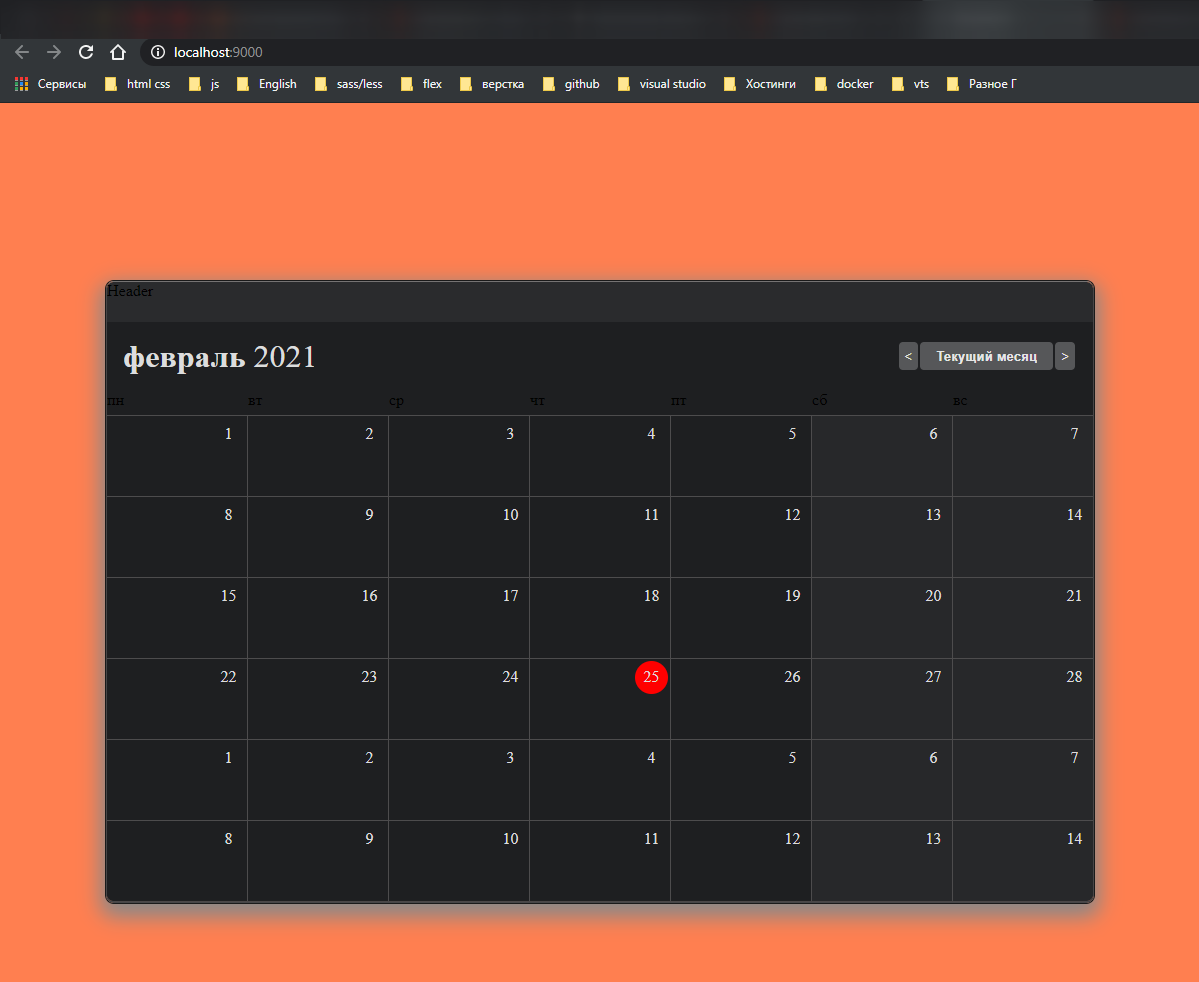 localhost:9000
Сервисы html css js English sass/less flex верстка github visual studio Хостинги docker vts Разное Г
Header
февраль 2021 < Текущий месяц >
пн вт ср чт пт сб вс
1 2 3 4 5 6 7
8 9 10 11 12 13 14
15 16 17 18 19 20 21
22 23 24 25 26 27 28
1 2 3 4 5 6 7
8 9 10 11 12 13 14